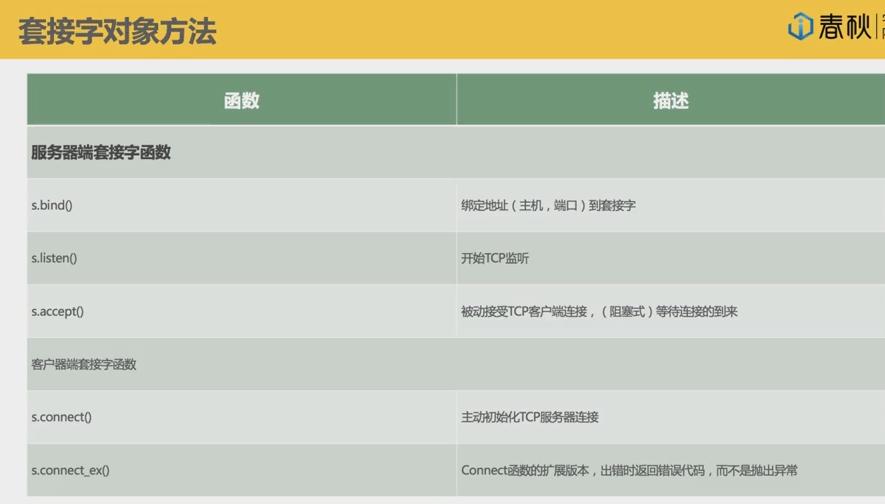 套接字对象方法
春秋
函数 描述
服务器端套接字函数
s.bind() 绑定地址（主机，端口）到套接字
s.listen() 开始TCP监听
s.accept() 被动接受TCP客户端连接，（阻塞式）等待连接的到来
客户器端套接字函数
s.connect() 主动初始化TCP服务器连接
s.connect_ex() Connect函数的扩展版本，出错时返回错误代码，而不是抛出异常